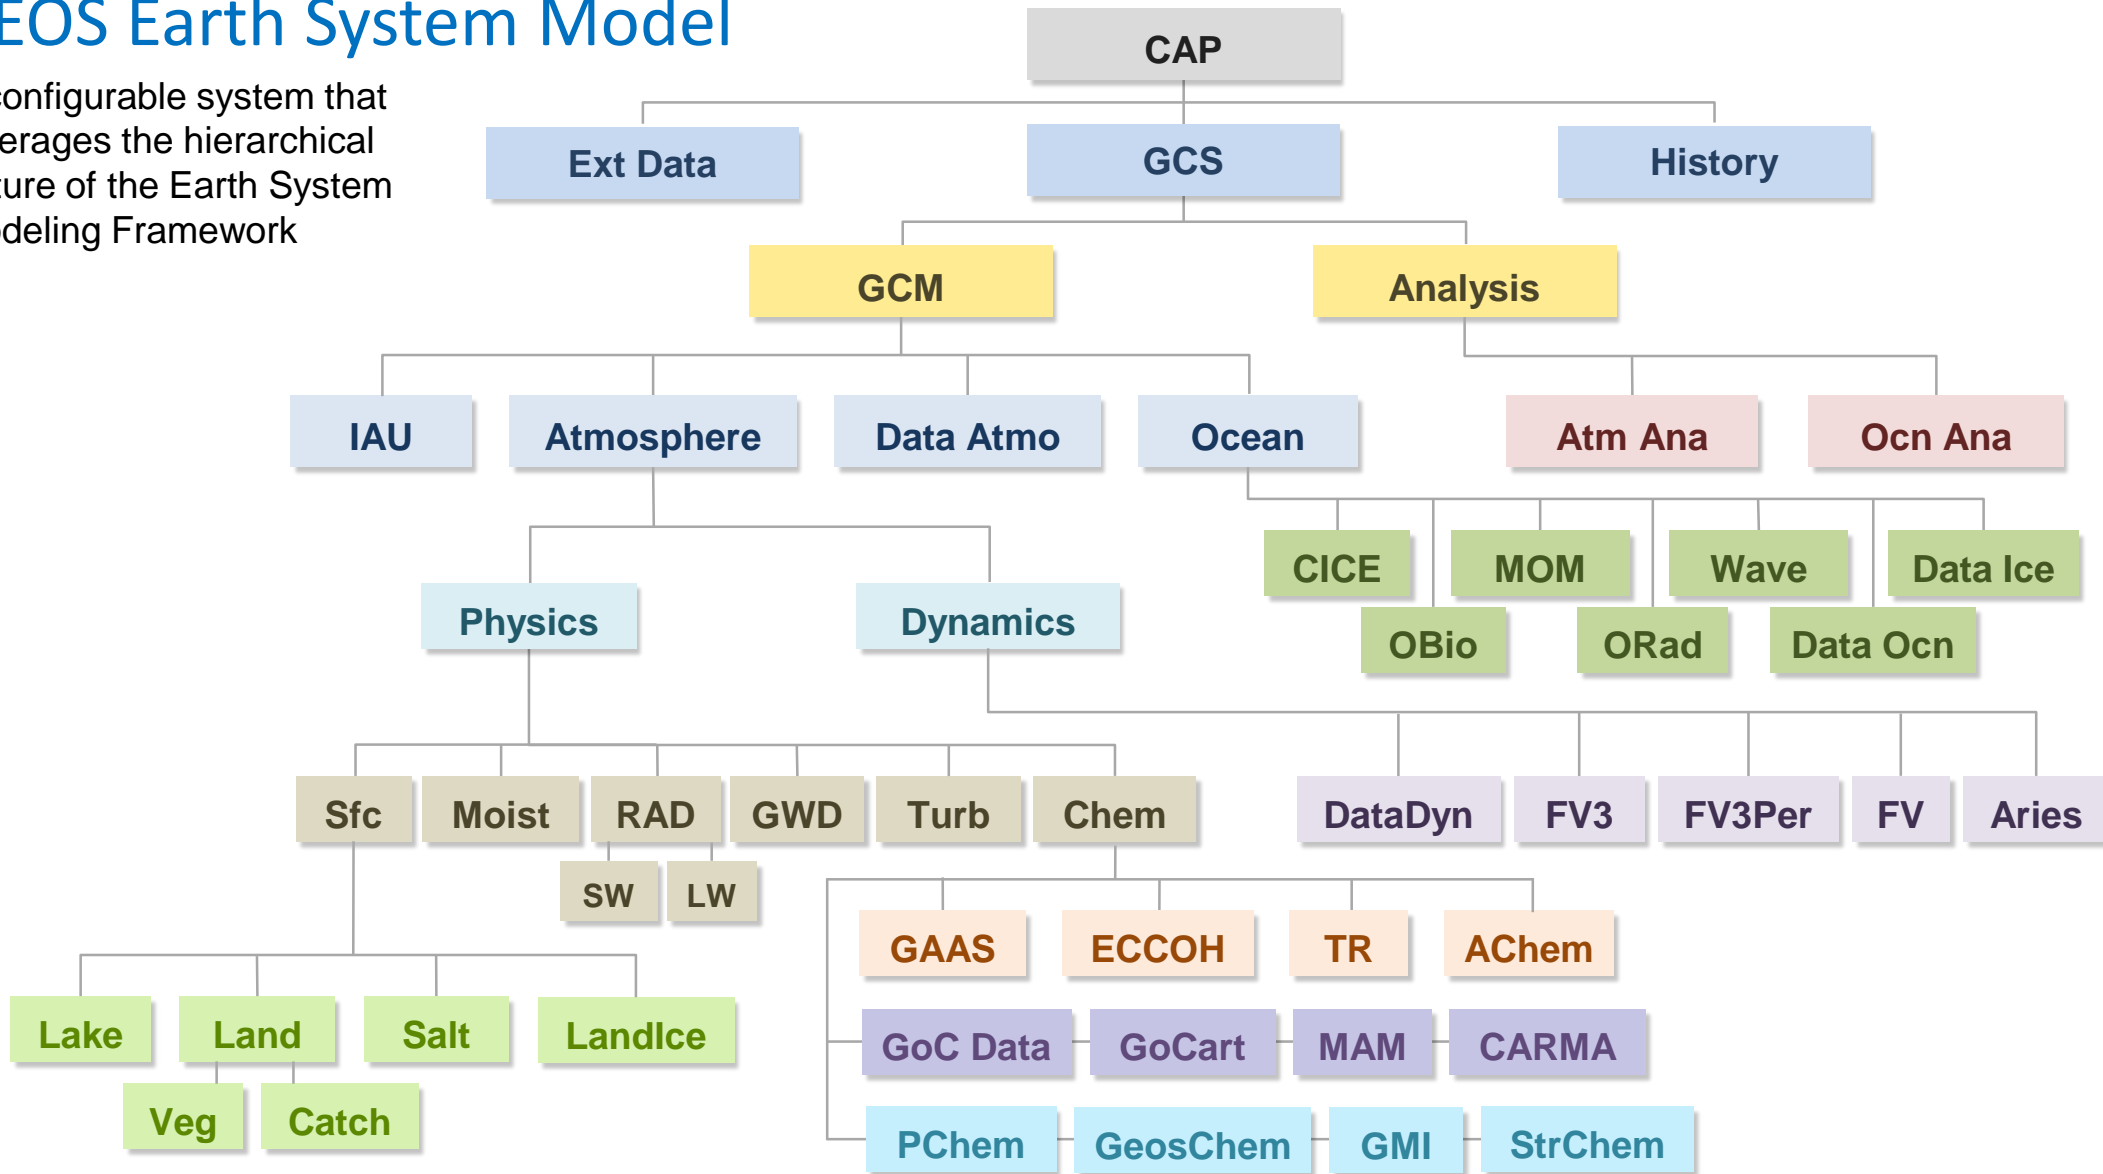 EOS Earth System Model
configurable system that
erages the hierarchical
ture of the Earth System
deling Framework
CAP
Ext Data
GCS
History
GCM
Analysis
IAU
Atmosphere
Data Atmo
Ocean
Atm Ana
Ocn Ana
CICE
MOM
Wave
Data Ice
OBio
ORad
Data Ocn
Physics
Dynamics
Sfc
Moist
RAD
GWD
Turb
Chem
DataDyn
FV3
FV3Per
FV
Aries
SW
LW
GAAS
ECCOH
TR
AChem
Lake
Land
Salt
LandIce
GoC Data
GoCart
MAM
CARMA
Veg
Catch
PChem
GeosChem
GMI
StrChem